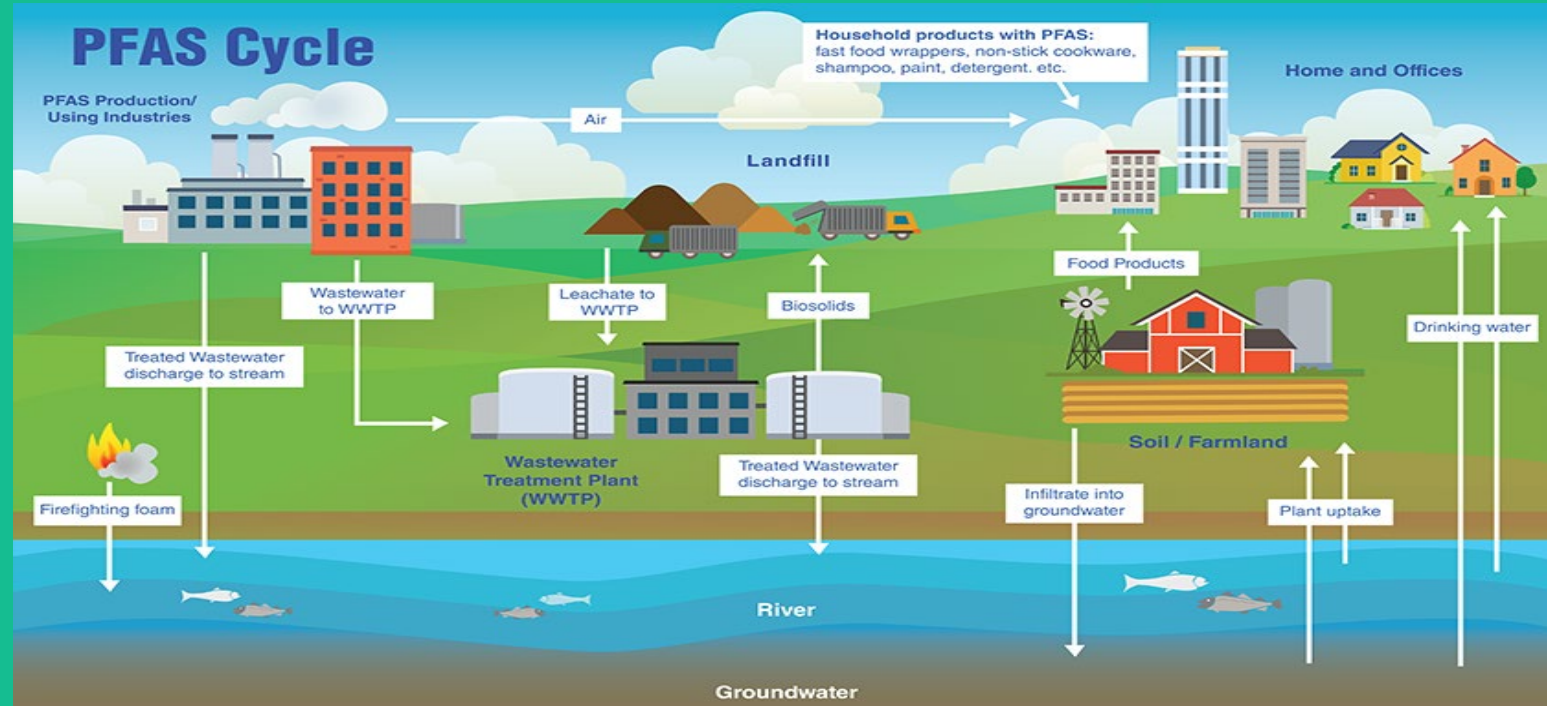 PFAS Cycle
Household products with PFAS:
fast food wrappers, non-stick cookware,
shampoo, paint, detergent. etc.
Home and Offices
PFAS Production/
Using Industries
Air
Landfill
Food Products
Wastewater
to WWTP
Leachate to
WWTP
Biosolids
Drinking water
Treated Wastewater
discharge to stream
Soil / Farmland
Wastewater
Treatment Plant
(WWTP)
Treated Wastewater
discharge to stream
Firefighting foam
Infiltrate into
groundwater
Plant uptake
River
Groundwater